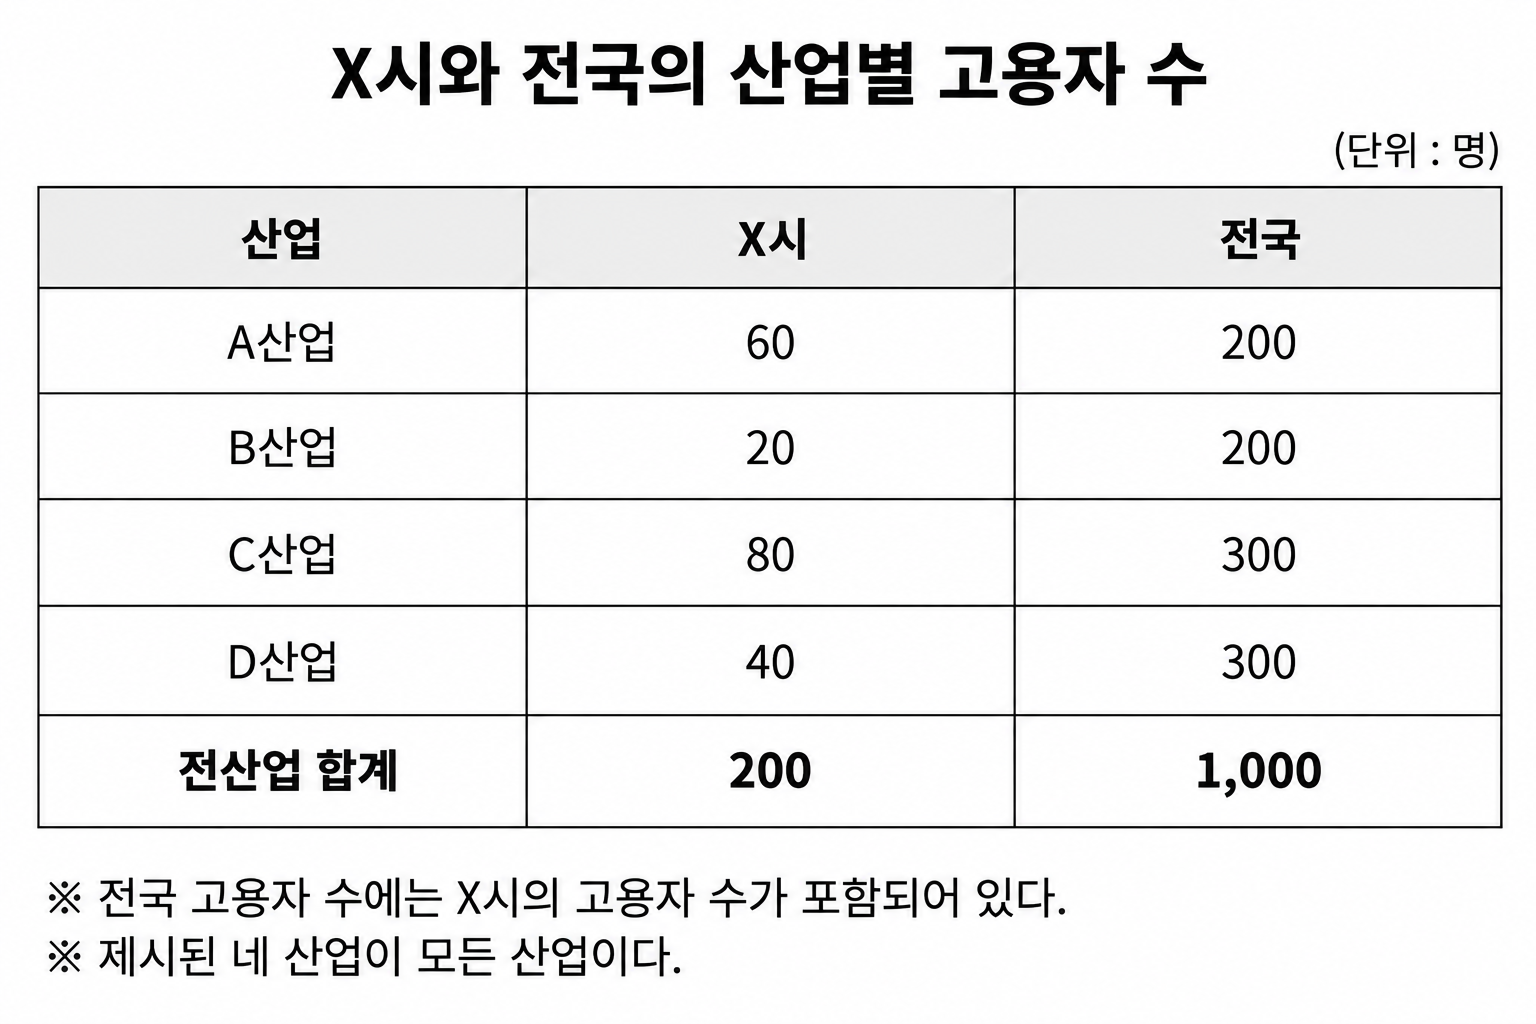 X시와 전국의 산업별 고용자 수
(단위 : 명)
산업 X시 전국
A산업 60 200
B산업 20 200
C산업 80 300
D산업 40 300
전산업 합계 200 1,000
※ 전국 고용자 수에는 X시의 고용자 수가 포함되어 있다.
※ 제시된 네 산업이 모든 산업이다.